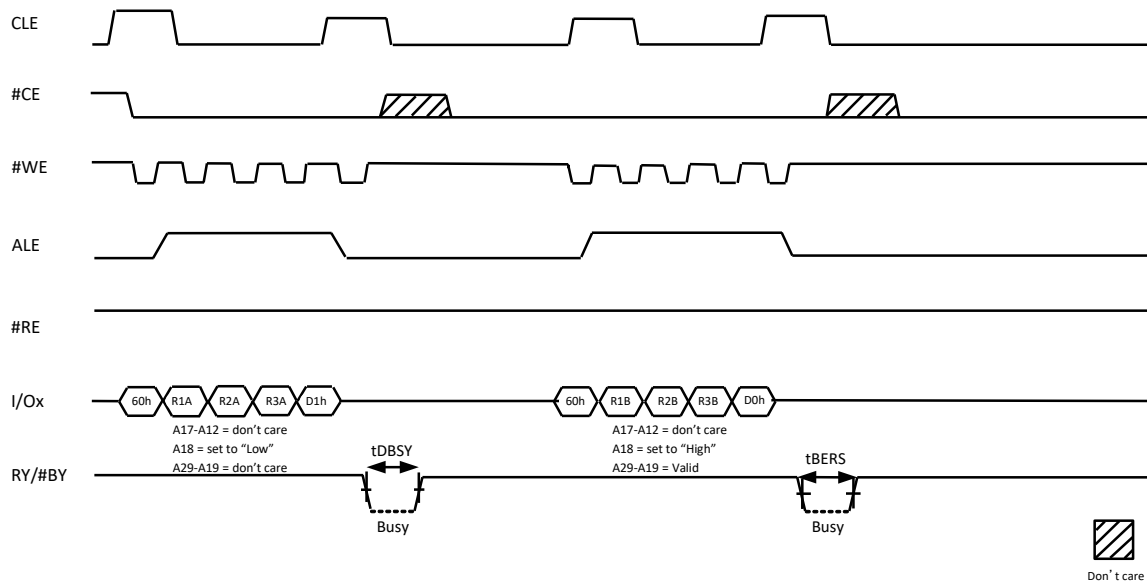 CLE
#CE
#WE
ALE
#RE
I/Ox
60h R1A R2A R3A D1h 60h R1B R2B R3B D0h
A17-A12 = don't care
A18 = set to "Low"
A29-A19 = don't care
A17-A12 = don't care
A18 = set to "High"
A29-A19 = Valid
RY/#BY
tDBSY
Busy
tBERS
Busy
Don't care